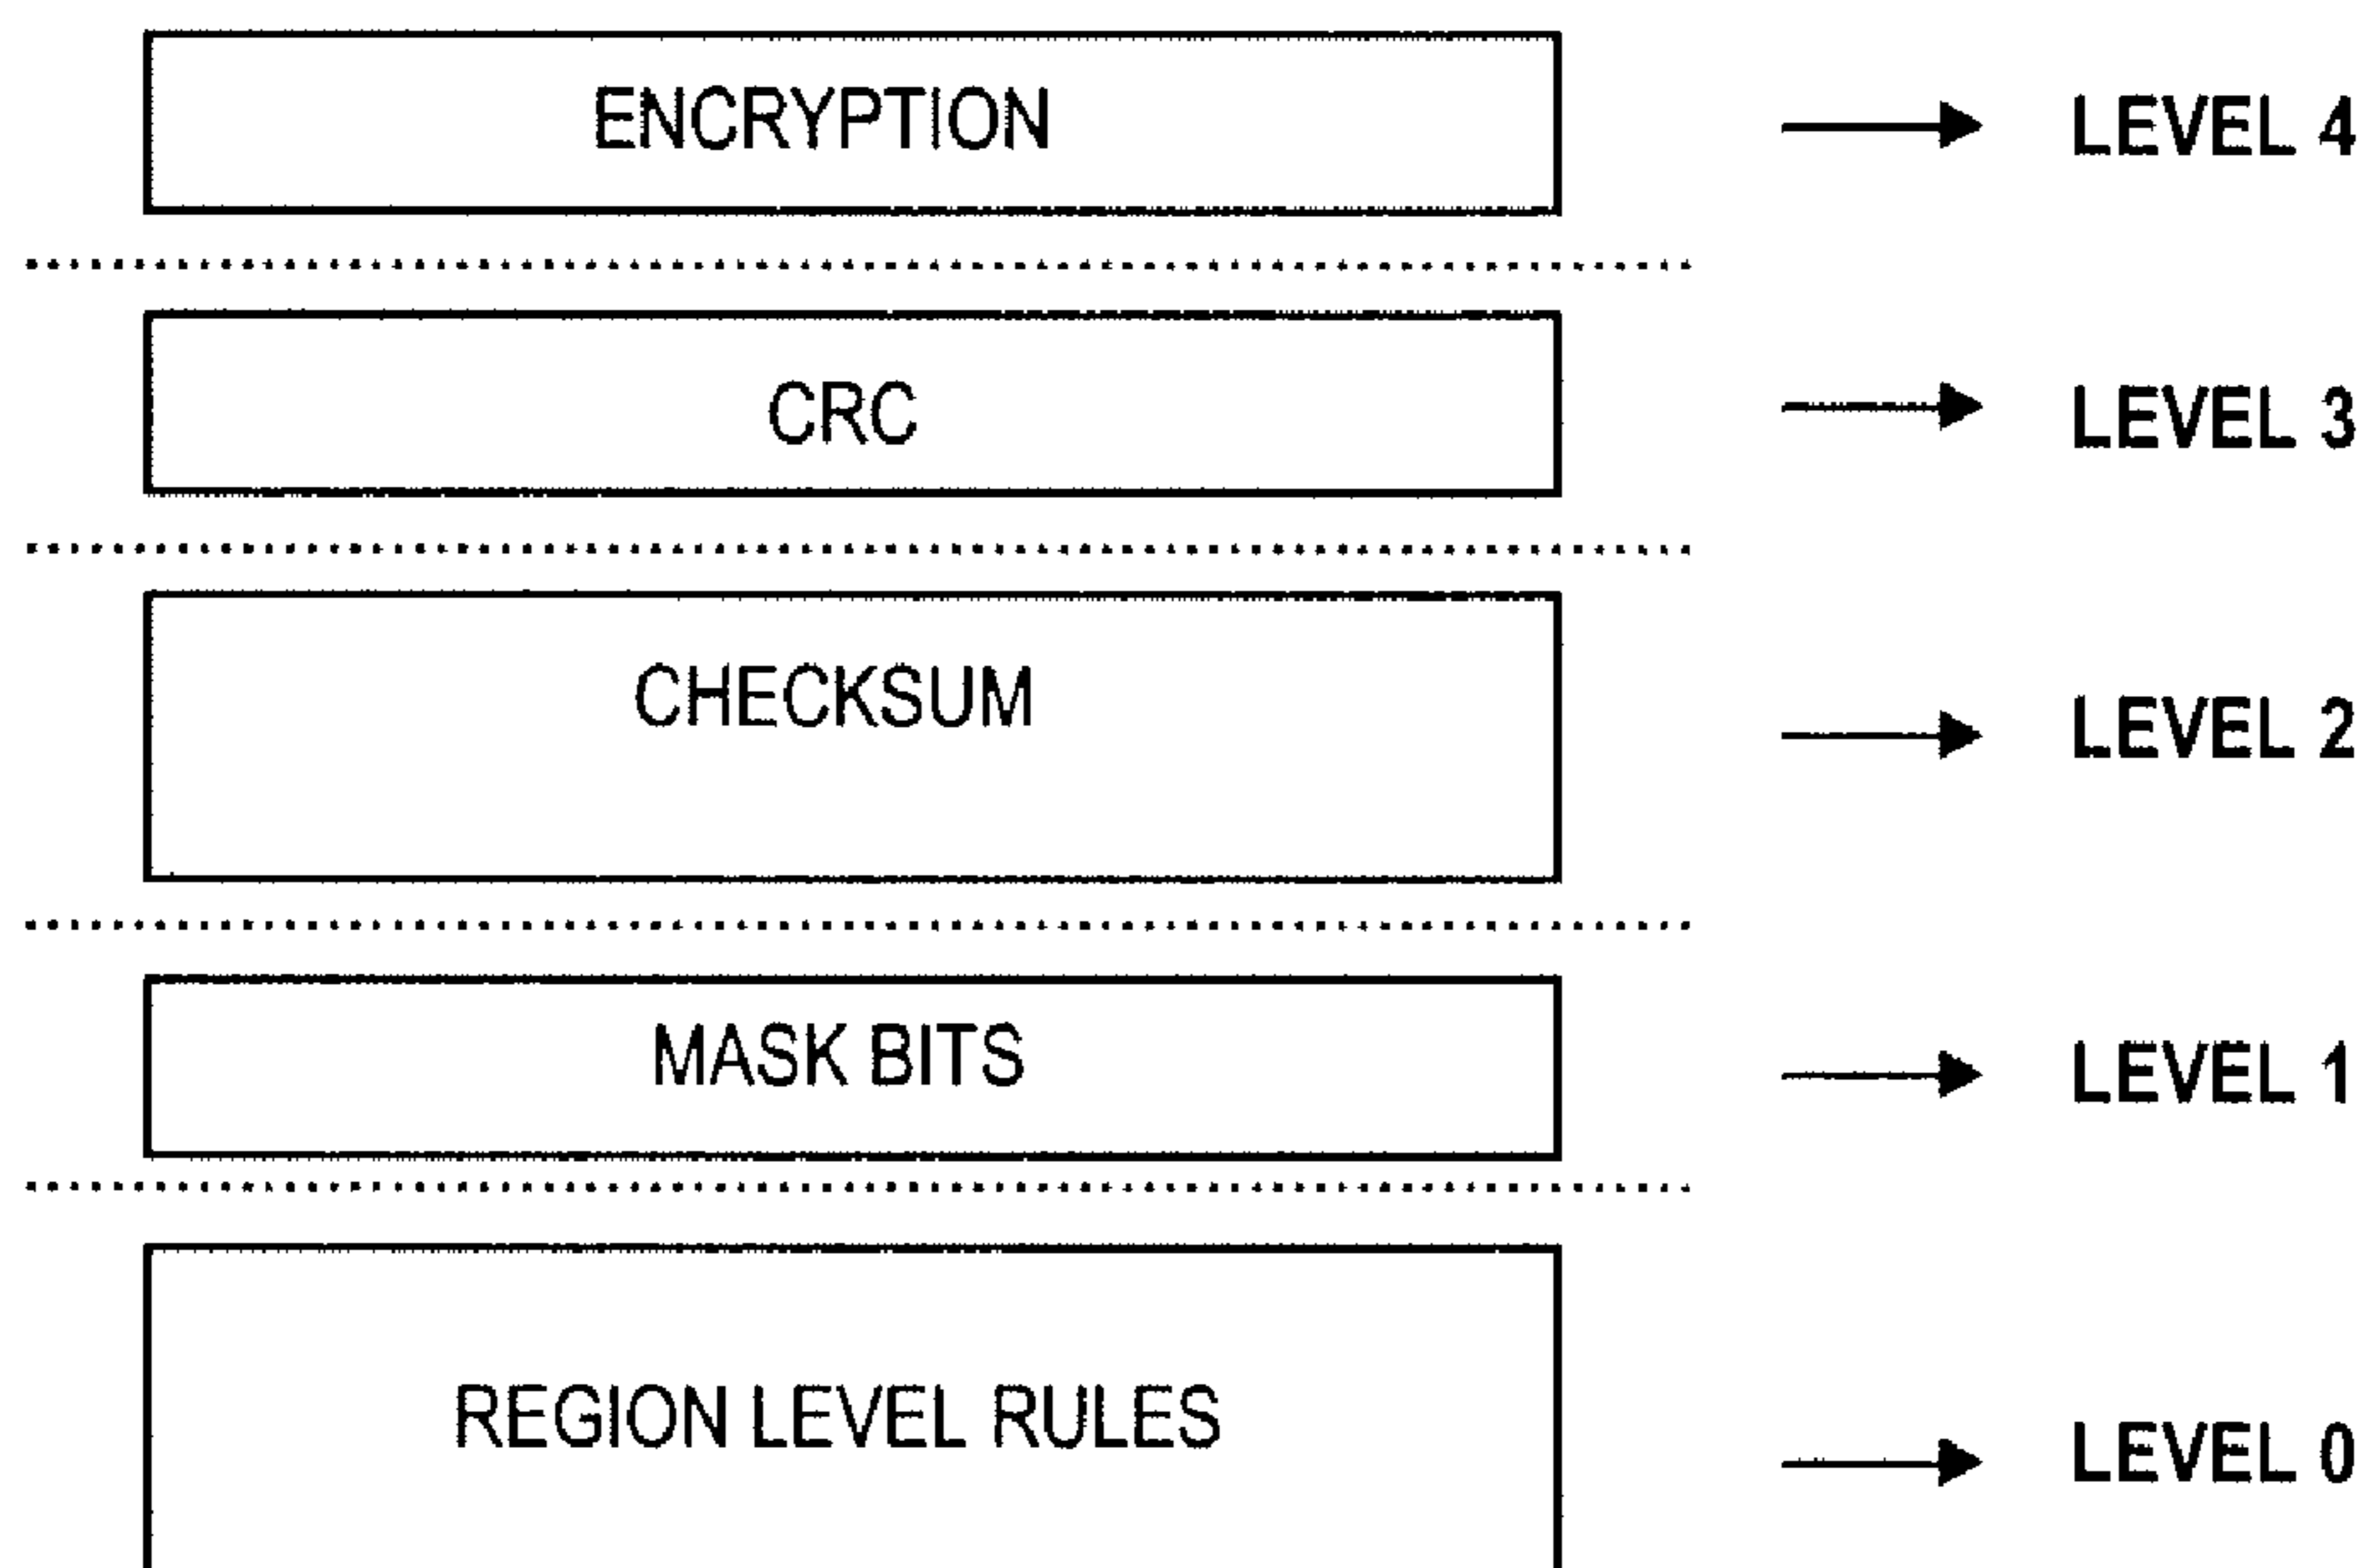 ENCRYPTION
LEVEL 4
CRC
LEVEL 3
CHECKSUM
LEVEL 2
MASK BITS
LEVEL 1
REGION LEVEL RULES
LEVEL 0